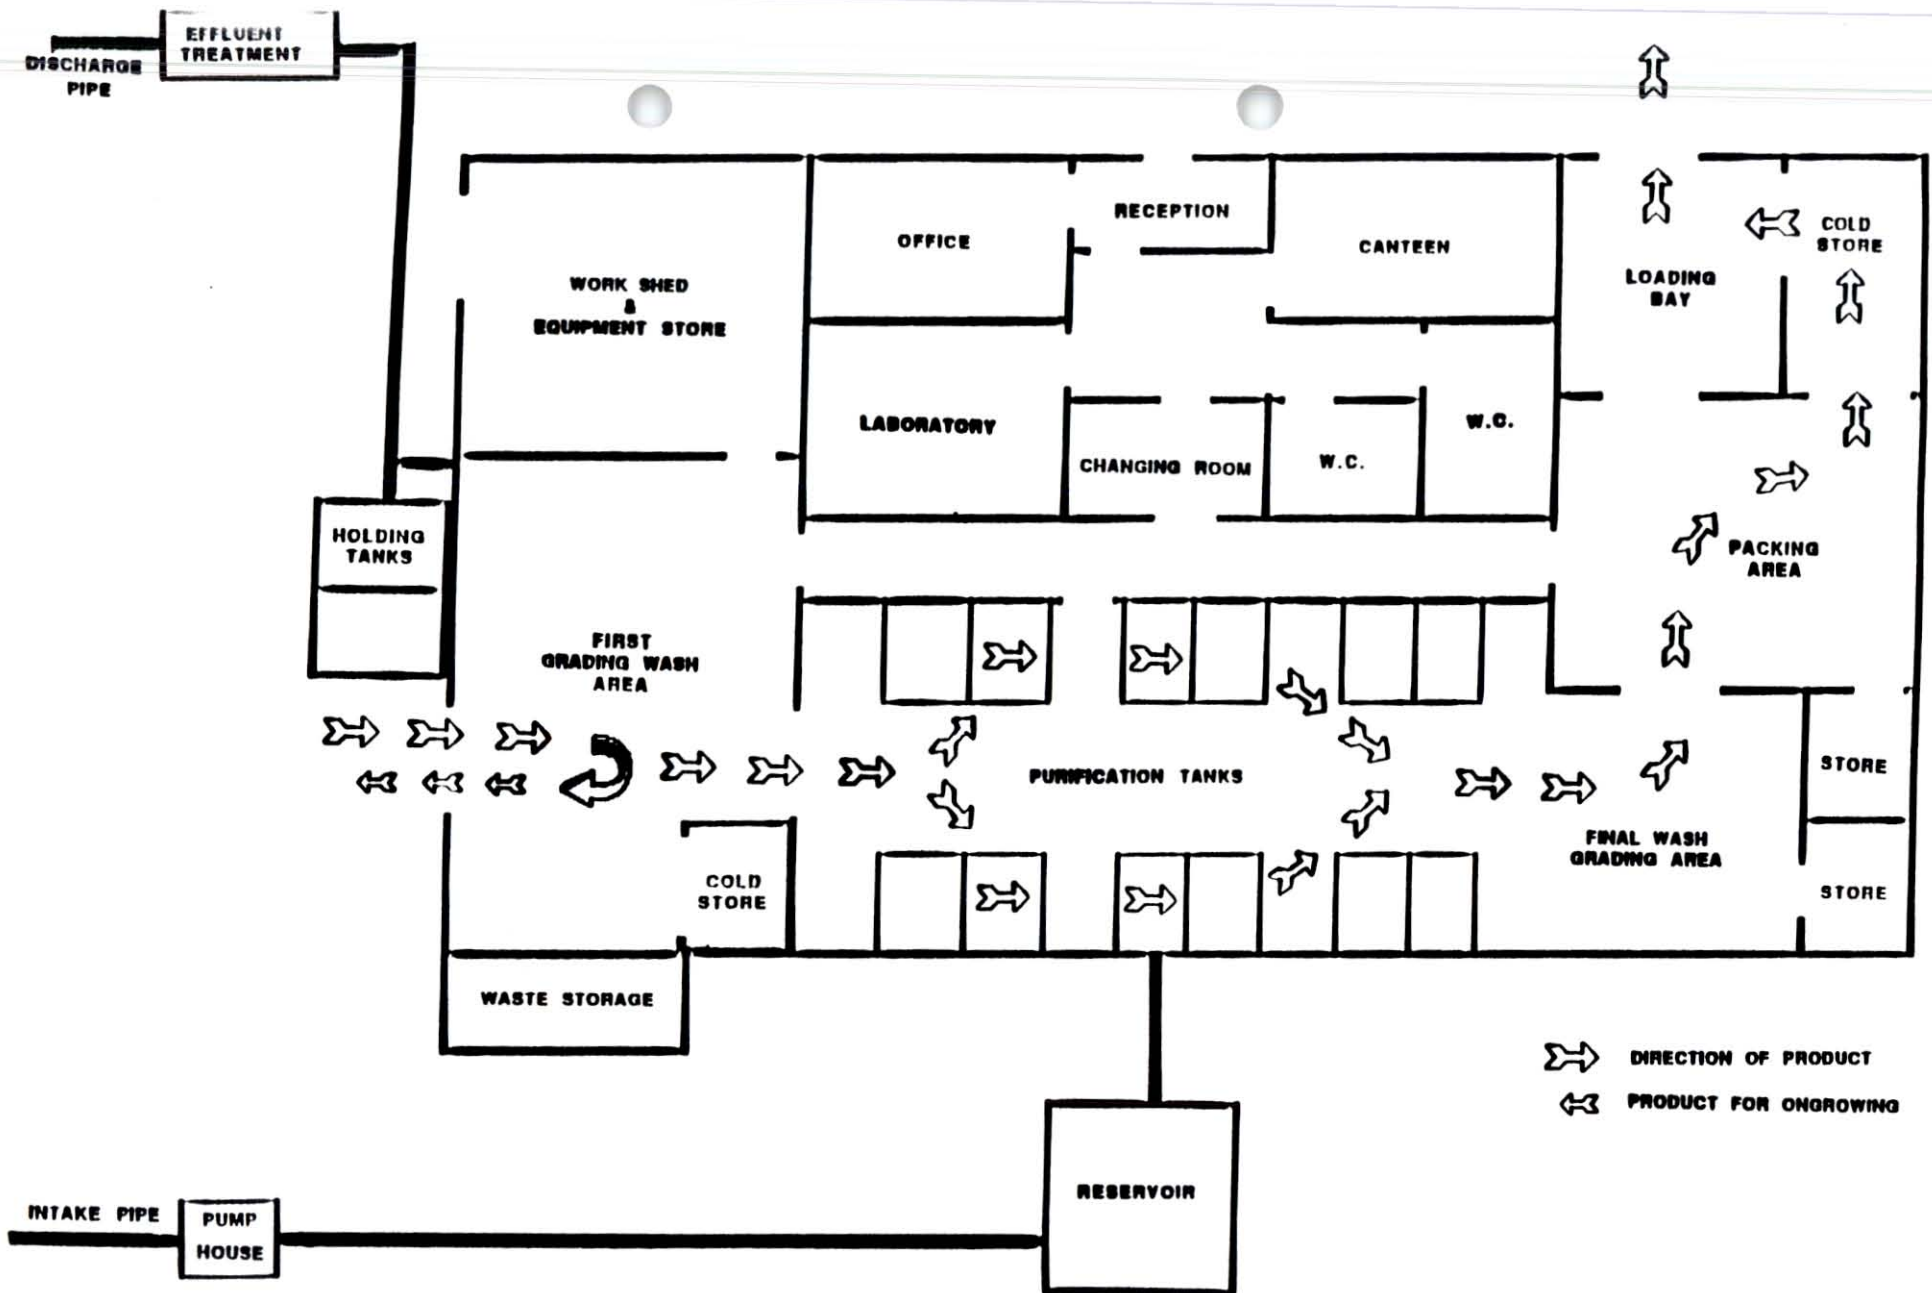 EFFLUENT
TREATMENT
DISCHARGE
PIPE
RECEPTION
OFFICE
CANTEEN
COLD
STORE
LOADING
BAY
WORK SHED
&
EQUIPMENT STORE
LABORATORY
CHANGING ROOM
W.C.
W.C.
HOLDING
TANKS
PACKING
AREA
FIRST
GRADING WASH
AREA
PURIFICATION TANKS
STORE
FINAL WASH
GRADING AREA
STORE
COLD
STORE
WASTE STORAGE
DIRECTION OF PRODUCT
PRODUCT FOR ONGROWING
RESERVOIR
INTAKE PIPE
PUMP
HOUSE